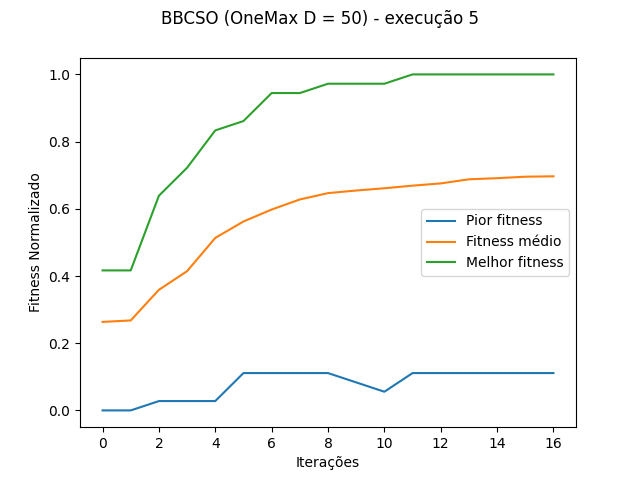 BBCSO (OneMax D = 50) - execução 5
1.0
0.8
0.6
0.4
0.2
0.0
Fitness Normalizado
Pior fitness
Fitness médio
Melhor fitness
0 2 4 6 8 10 12 14 16
Iterações